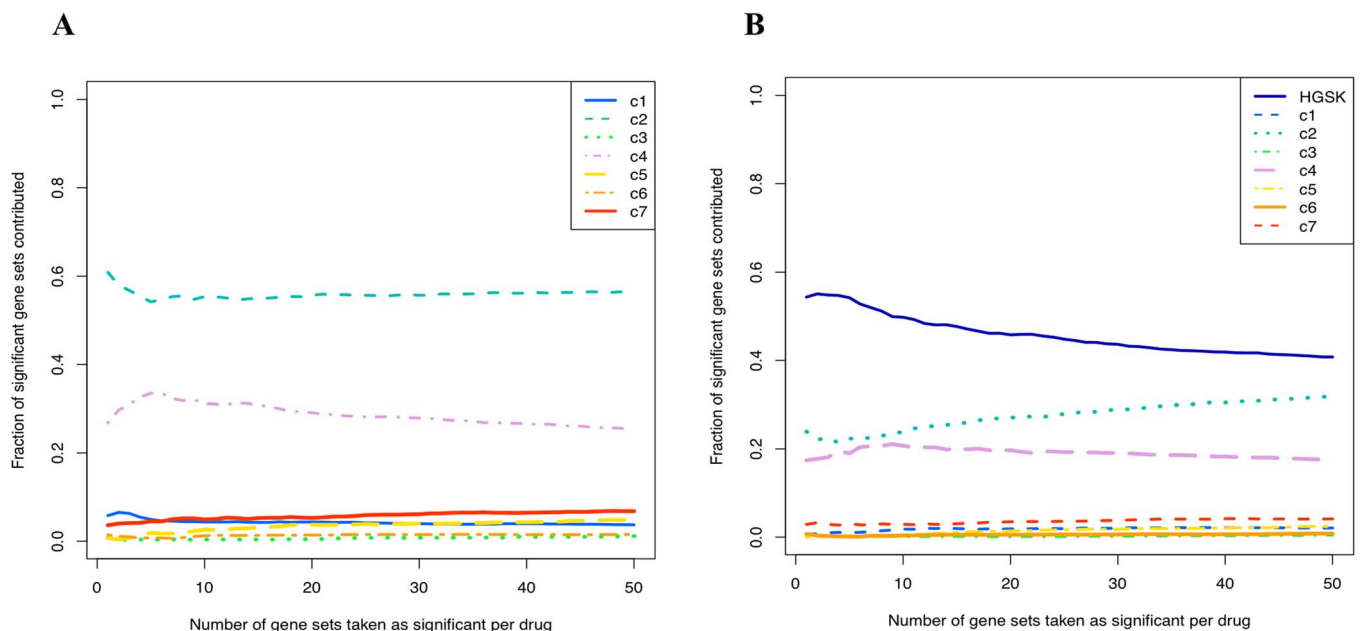 A
B
Fraction of significant gene sets contributed
1.0
0.8
0.6
0.4
0.2
0.0
c1
c2
c3
c4
c5
c6
c7
0 10 20 30 40 50
Number of gene sets taken as significant per drug
Fraction of significant gene sets contributed
1.0
0.8
0.6
0.4
0.2
0.0
HGSK
c1
c2
c3
c4
c5
c6
c7
0 10 20 30 40 50
Number of gene sets taken as significant per drug